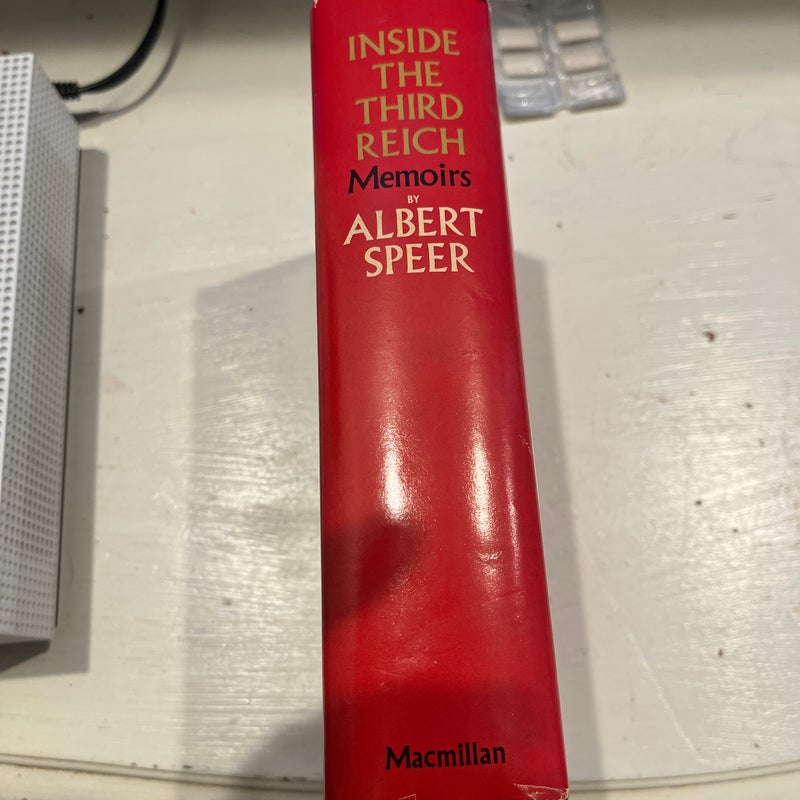 INSIDE
THE
THIRD
REICH
Memoirs
BY
ALBERT
SPEER
Macmillan